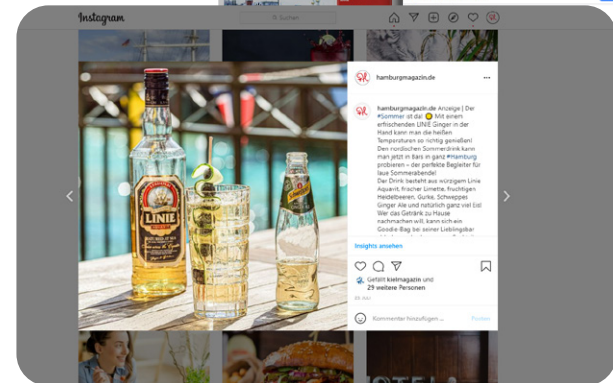 Instagram
Suchen
hamburgmagazin.de
hamburgmagazin.de Anzeige | Der
#Sommer ist da! 🌞 Mit einem
erfrischenden LINIE Ginger in der
Hand kann man die heißen
Temperaturen so richtig genießen!
Den nordischen Sommerdrink kann
man jetzt in Bars in ganz #Hamburg
probieren – der perfekte Begleiter für
laue Sommerabende!
Der Drink besteht aus würzigem Linie
Aquavit, frischer Limette, fruchtigen
Heidelbeeren, Gurke, Schweppes
Ginger Ale und natürlich ganz viel Eis!
Wer das Getränk zu Hause
nachmachen will, kann sich ein
Goodie-Bag bei seiner Lieblingsbar
LINIE
Insights ansehen
Gefällt kielmagazin und
29 weitere Personen
Kommentar hinzufügen ...
Posten